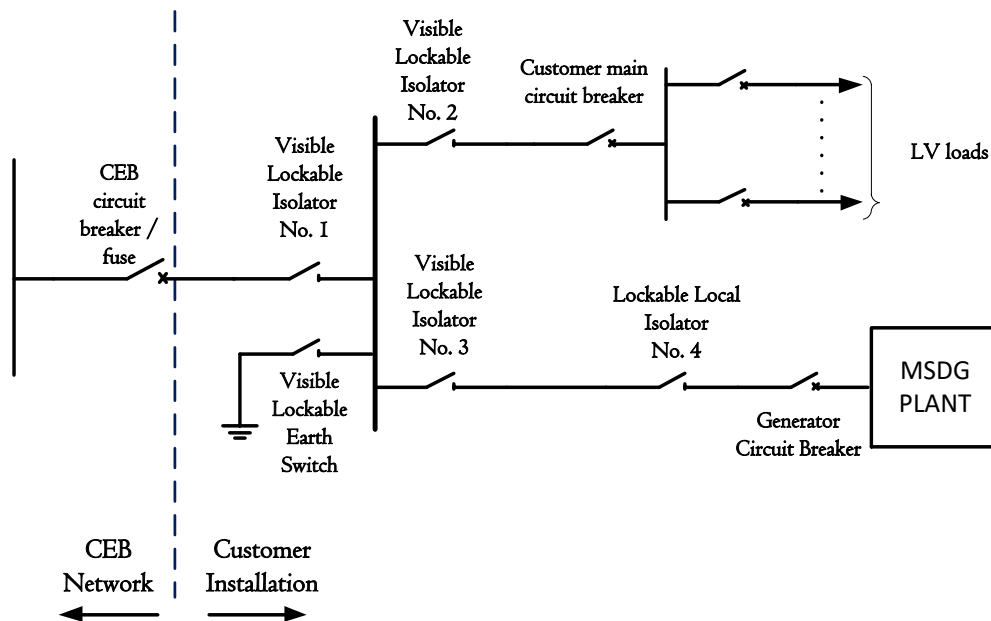 Visible
Lockable
Isolator
No. 2
Customer main
circuit breaker
LV loads
Visible
Lockable
Isolator
No. 1
CEB
circuit
breaker /
fuse
Visible
Lockable
Isolator
No. 3
Lockable Local
Isolator
No. 4
MSDG
PLANT
Generator
Circuit Breaker
Visible
Lockable
Earth
Switch
CEB
Network
Customer
Installation